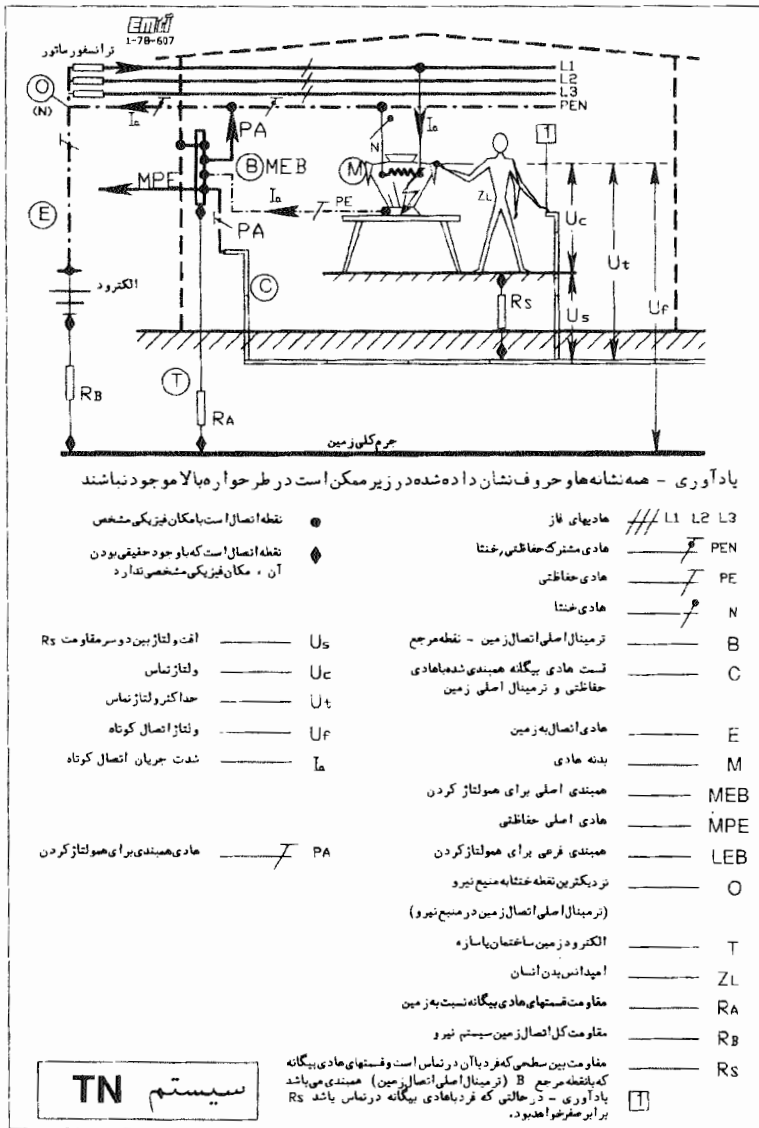 emti
1-78-607
ترانسفورماتور
L1
L2
L3
PEN
O
(N)
Ia
PA
N
Ia
1
B MEB
M
MPE
Ia
PE
ZL
E
PA
Uc
Ut
الکترود
C
Rs
Us
Uf
RB
T
RA
جرم کلی زمین
یادآوری - همه نشانه‌ها و حروف نشان داده شده در زیر ممکن است در طرحواره بالا موجود نباشند
L1 L2 L3 هادیهای فاز
PEN هادی مشترک حفاظتی/خنثا
PE هادی حفاظتی
N هادی خنثا
B ترمینال اصلی اتصال زمین - نقطه مرجع
C قسمت هادی بیگانه همبندی شده با هادی
حفاظتی و ترمینال اصلی زمین
E هادی اتصال به زمین
M بدنه هادی
MEB همبندی اصلی برای همولتاژ کردن
MPE هادی اصلی حفاظتی
LEB همبندی فرعی برای همولتاژ کردن
O نزدیکترین نقطه خنثا به منبع نیرو
(ترمینال اصلی اتصال زمین در منبع نیرو)
T الکترود زمین ساختمان یا سازه
ZL امپدانس بدن انسان
RA مقاومت قسمتهای هادی بیگانه نسبت به زمین
RB مقاومت کل اتصال زمین سیستم نیرو
Rs مقاومت بین سطحی که فرد با آن در تماس است و قسمتهای هادی بیگانه
که با نقطه مرجع B (ترمینال اصلی اتصال زمین) همبندی می‌باشد
1 یادآوری - در حالتی که فرد با هادی بیگانه در تماس باشد Rs
برابر صفر خواهد بود.
نقطه اتصال است با مکان فیزیکی مشخص
نقطه اتصال است که با وجود حقیقی بودن
آن ، مکان فیزیکی مشخصی ندارد
Us افت ولتاژ بین دو سر مقاومت Rs
Uc ولتاژ تماس
Ut حداکثر ولتاژ تماس
Uf ولتاژ اتصال کوتاه
Ia شدت جریان اتصال کوتاه
PA هادی همبندی برای همولتاژ کردن
سیستم TN